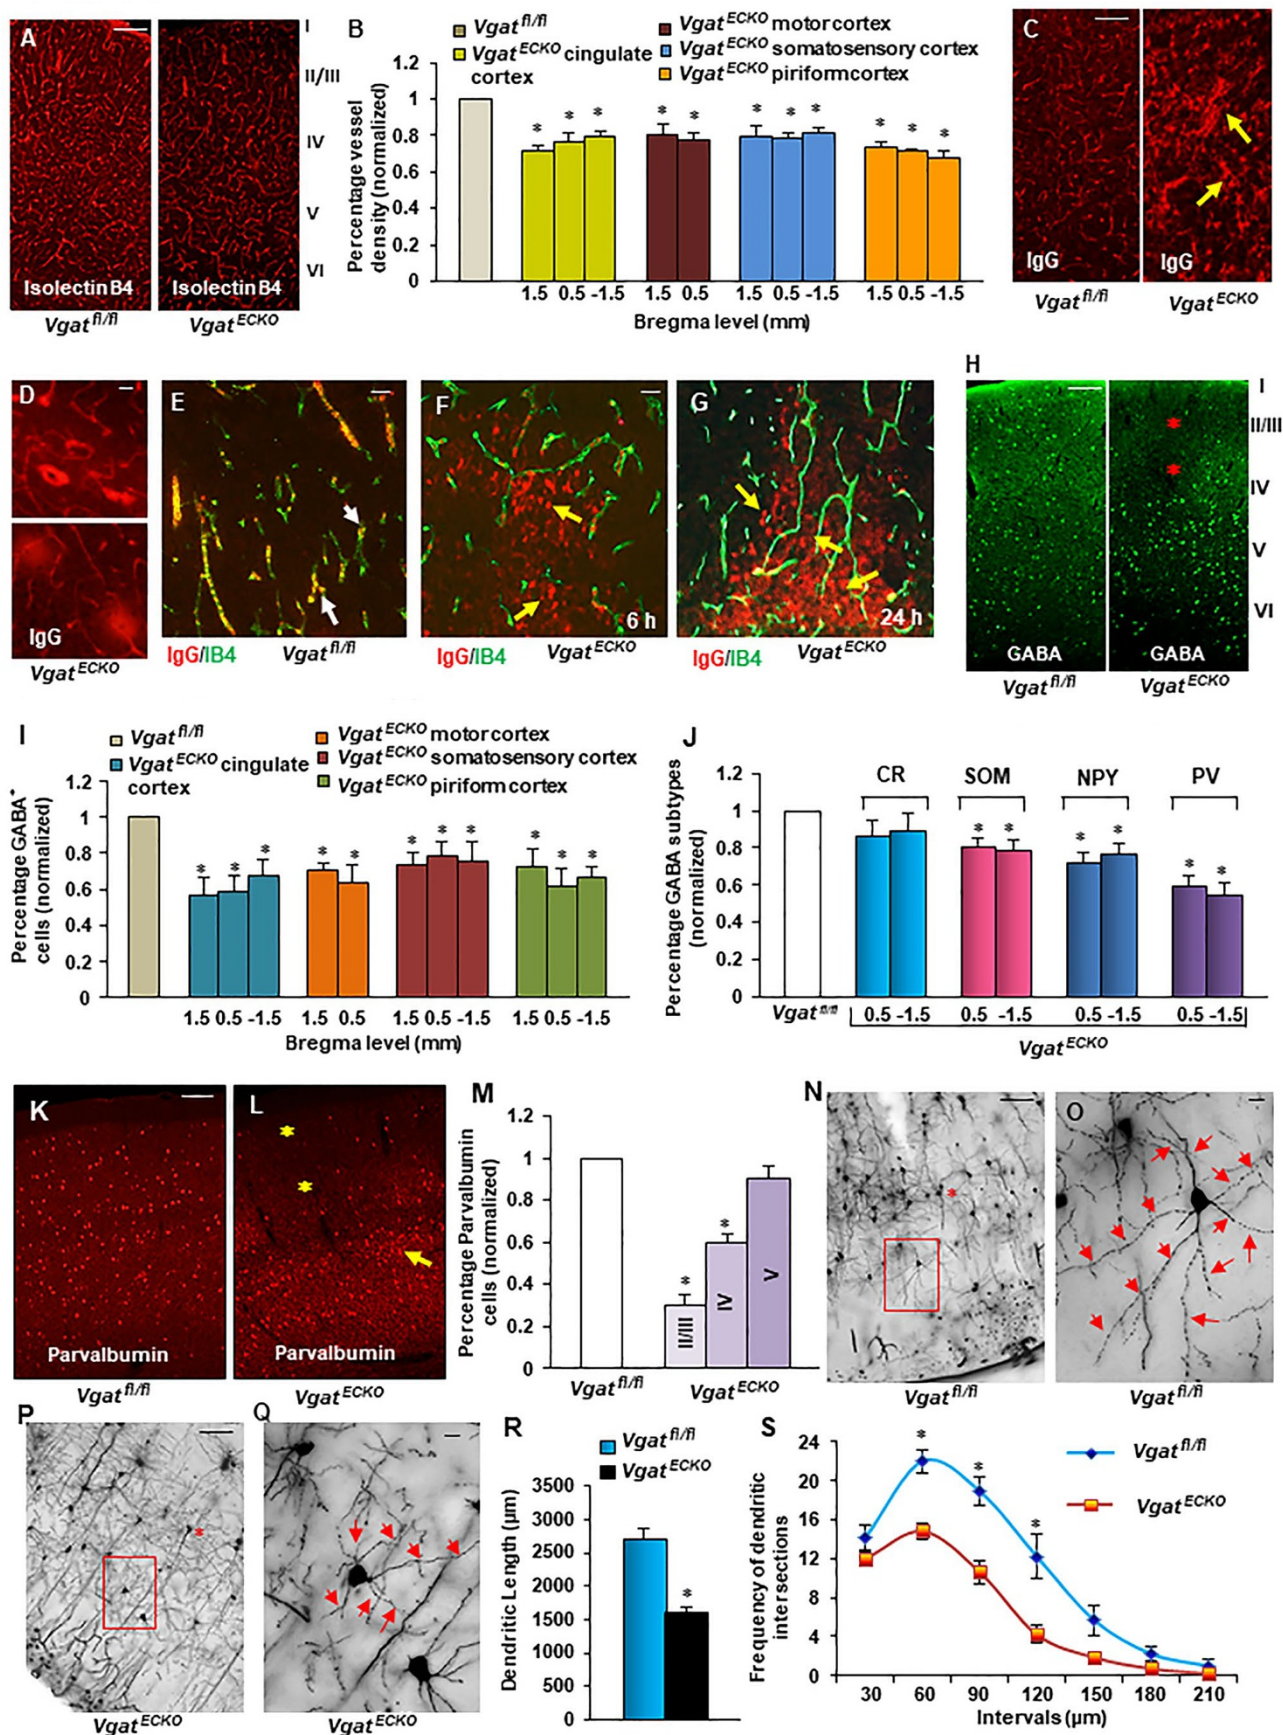 A
Isolectin B4
Vgat fl/fl
Isolectin B4
Vgat ECKO
I
II/III
IV
V
VI
B
Vgat fl/fl
Vgat ECKO cingulate
cortex
Vgat ECKO motor cortex
Vgat ECKO somatosensory cortex
Vgat ECKO piriform cortex
Percentage vessel
density (normalized)
1.2
1
0.8
0.6
0.4
0.2
0
* * * * * * * * * * *
1.5 0.5 -1.5 1.5 0.5 1.5 0.5 -1.5 1.5 0.5 -1.5
Bregma level (mm)
C
IgG
Vgat fl/fl
IgG
Vgat ECKO
D
IgG
Vgat ECKO
E
IgG/IB4 Vgat fl/fl
F
6 h
IgG/IB4 Vgat ECKO
G
24 h
IgG/IB4 Vgat ECKO
H
GABA
Vgat fl/fl
*
*
GABA
Vgat ECKO
I
II/III
IV
V
VI
I
Vgat fl/fl
Vgat ECKO cingulate
cortex
Vgat ECKO motor cortex
Vgat ECKO somatosensory cortex
Vgat ECKO piriform cortex
Percentage GABA+
cells (normalized)
1.2
1
0.8
0.6
0.4
0.2
0
* * * * * * * * * * *
1.5 0.5 -1.5 1.5 0.5 1.5 0.5 -1.5 1.5 0.5 -1.5
Bregma level (mm)
J
Percentage GABA subtypes
(normalized)
1.2
1
0.8
0.6
0.4
0.2
0
CR SOM NPY PV
* * * * * *
Vgat fl/fl
0.5 -1.5 0.5 -1.5 0.5 -1.5 0.5 -1.5
Vgat ECKO
K
Parvalbumin
Vgat fl/fl
L
*
*
Parvalbumin
Vgat ECKO
M
Percentage Parvalbumin
cells (normalized)
1.2
1
0.8
0.6
0.4
0.2
0
*
*
II/III
IV
V
Vgat fl/fl
Vgat ECKO
N
*
Vgat fl/fl
O
Vgat fl/fl
P
*
Vgat ECKO
Q
Vgat ECKO
R
Vgat fl/fl
Vgat ECKO
Dendritic Length (µm)
3500
3000
2500
2000
1500
1000
500
0
*
S
Frequency of dendritic
intersections
24
20
16
12
8
4
0
* * *
Vgat fl/fl
Vgat ECKO
30 60 90 120 150 180 210
Intervals (µm)